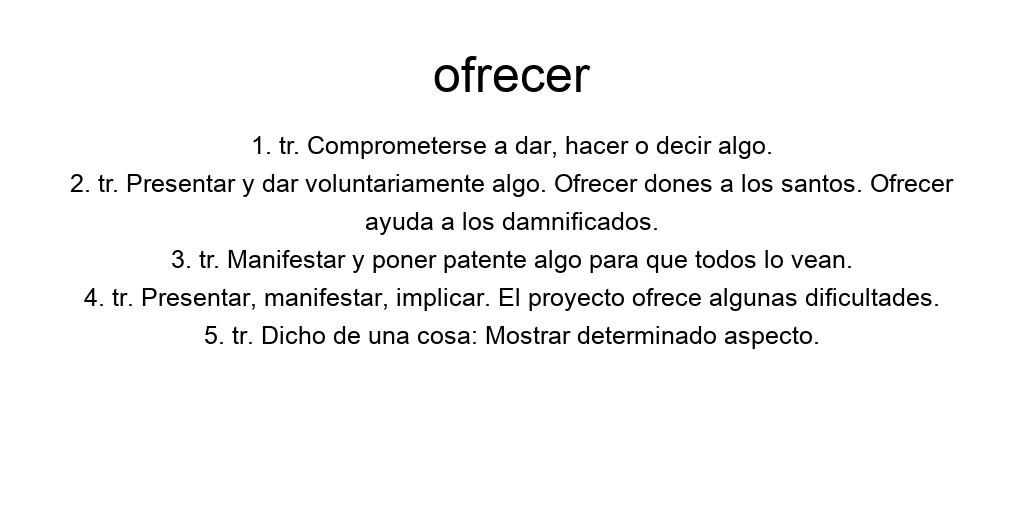 ofrecer
1. tr. Comprometerse a dar, hacer o decir algo.
2. tr. Presentar y dar voluntariamente algo. Ofrecer dones a los santos. Ofrecer
ayuda a los damnificados.
3. tr. Manifestar y poner patente algo para que todos lo vean.
4. tr. Presentar, manifestar, implicar. El proyecto ofrece algunas dificultades.
5. tr. Dicho de una cosa: Mostrar determinado aspecto.